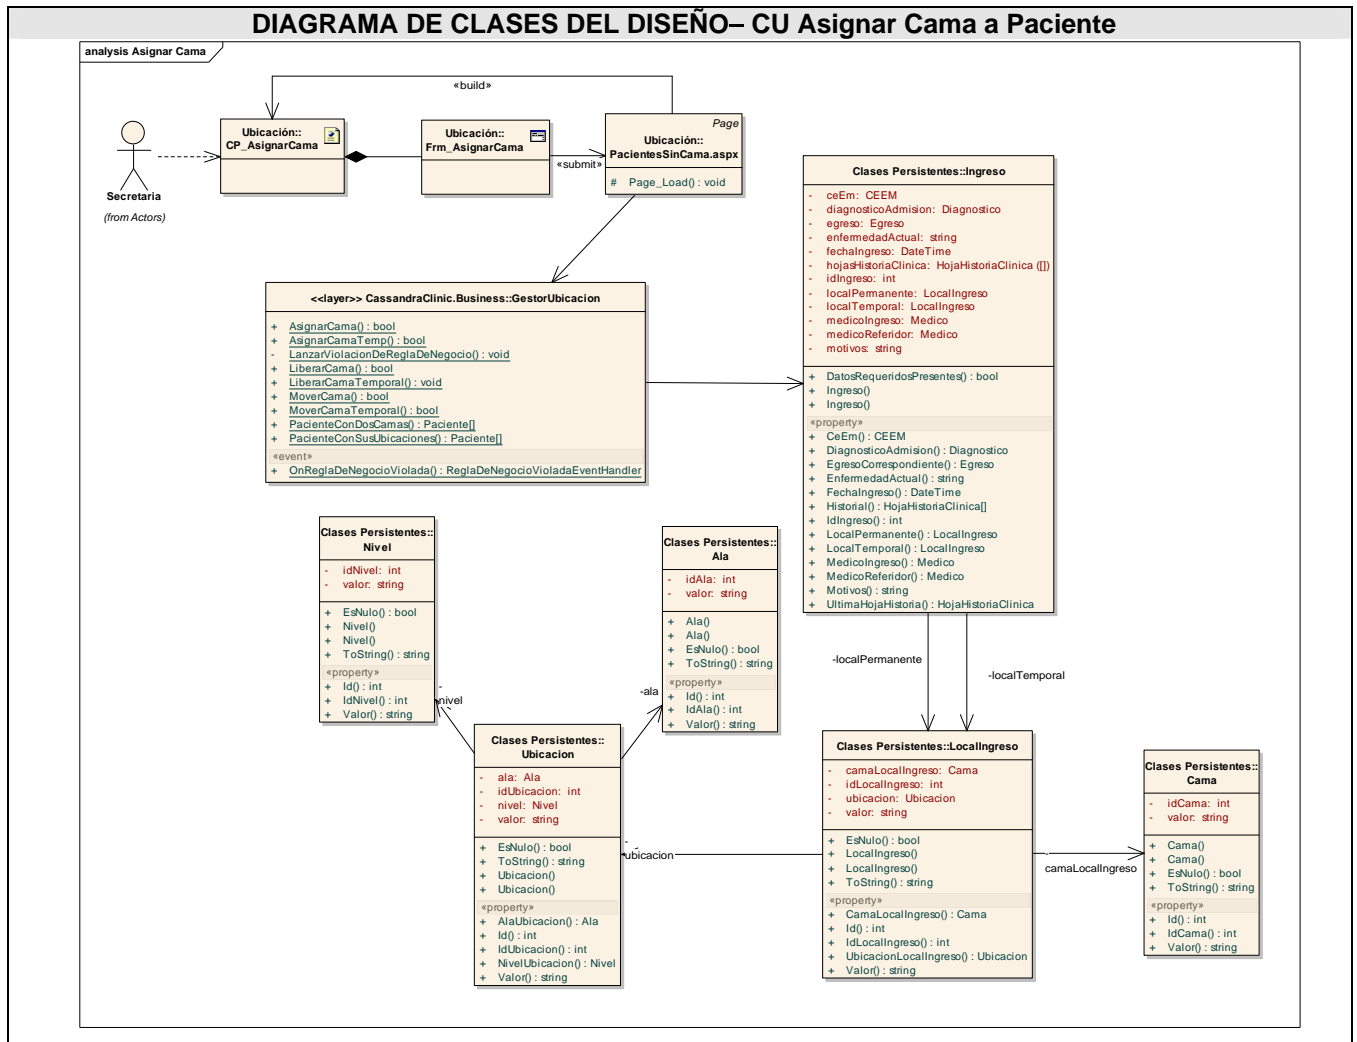 DIAGRAMA DE CLASES DEL DISEÑO– CU Asignar Cama a Paciente
analysis Asignar Cama
«build»
Secretaria
(from Actors)
Ubicación::
CP_AsignarCama
Ubicación::
Frm_AsignarCama
«submit»
Page
Ubicación::
PacientesSinCama.aspx
# Page_Load() : void
<<layer>> CassandraClinic.Business::GestorUbicacion
+ AsignarCama() : bool
+ AsignarCamaTemp() : bool
- LanzarViolacionDeReglaDeNegocio() : void
+ LiberarCama() : bool
+ LiberarCamaTemporal() : void
+ MoverCama() : bool
+ MoverCamaTemporal() : bool
+ PacienteConDosCamas() : Paciente[]
+ PacienteConSusUbicaciones() : Paciente[]
«event»
+ OnReglaDeNegocioViolada() : ReglaDeNegocioVioladaEventHandler
Clases Persistentes::Ingreso
- ceEm: CEEM
- diagnosticoAdmision: Diagnostico
- egreso: Egreso
- enfermedadActual: string
- fechaIngreso: DateTime
- hojasHistoriaClinica: HojaHistoriaClinica ([])
- idIngreso: int
- localPermanente: LocalIngreso
- localTemporal: LocalIngreso
- medicoIngreso: Medico
- medicoReferidor: Medico
- motivos: string
+ DatosRequeridosPresentes() : bool
+ Ingreso()
+ Ingreso()
«property»
+ CeEm() : CEEM
+ DiagnosticoAdmision() : Diagnostico
+ EgresoCorrespondiente() : Egreso
+ EnfermedadActual() : string
+ FechaIngreso() : DateTime
+ Historial() : HojaHistoriaClinica[]
+ IdIngreso() : int
+ LocalPermanente() : LocalIngreso
+ LocalTemporal() : LocalIngreso
+ MedicoIngreso() : Medico
+ MedicoReferidor() : Medico
+ Motivos() : string
+ UltimaHojaHistoria() : HojaHistoriaClinica
Clases Persistentes::
Nivel
- idNivel: int
- valor: string
+ EsNulo() : bool
+ Nivel()
+ Nivel()
+ ToString() : string
«property»
+ Id() : int
+ IdNivel() : int
+ Valor() : string
-
nivel
Clases Persistentes::
Ala
- idAla: int
- valor: string
+ Ala()
+ Ala()
+ EsNulo() : bool
+ ToString() : string
«property»
+ Id() : int
+ IdAla() : int
+ Valor() : string
-ala
-localPermanente
-localTemporal
Clases Persistentes::
Ubicacion
- ala: Ala
- idUbicacion: int
- nivel: Nivel
- valor: string
+ EsNulo() : bool
+ ToString() : string
+ Ubicacion()
+ Ubicacion()
«property»
+ AlaUbicacion() : Ala
+ Id() : int
+ IdUbicacion() : int
+ NivelUbicacion() : Nivel
+ Valor() : string
-
ubicacion
Clases Persistentes::LocalIngreso
- camaLocalIngreso: Cama
- idLocalIngreso: int
- ubicacion: Ubicacion
- valor: string
+ EsNulo() : bool
+ LocalIngreso()
+ LocalIngreso()
+ ToString() : string
«property»
+ CamaLocalIngreso() : Cama
+ Id() : int
+ IdLocalIngreso() : int
+ UbicacionLocalIngreso() : Ubicacion
+ Valor() : string
-
camaLocalIngreso
Clases Persistentes::
Cama
- idCama: int
- valor: string
+ Cama()
+ Cama()
+ EsNulo() : bool
+ ToString() : string
«property»
+ Id() : int
+ IdCama() : int
+ Valor() : string